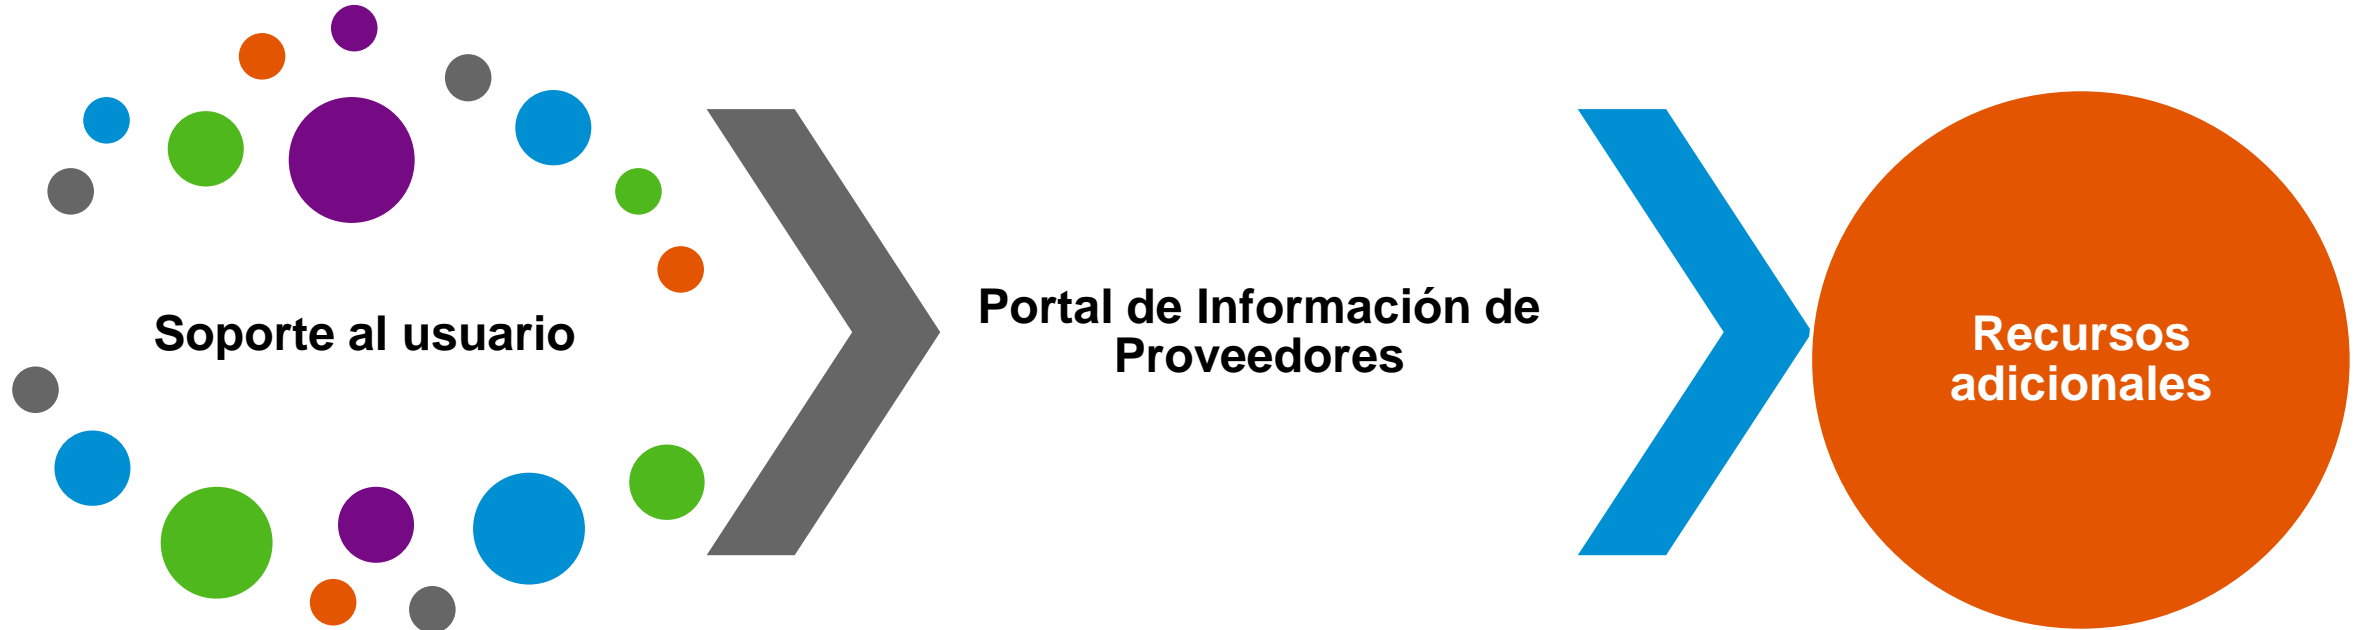 Soporte al usuario
Portal de Información de
Proveedores
Recursos
adicionales